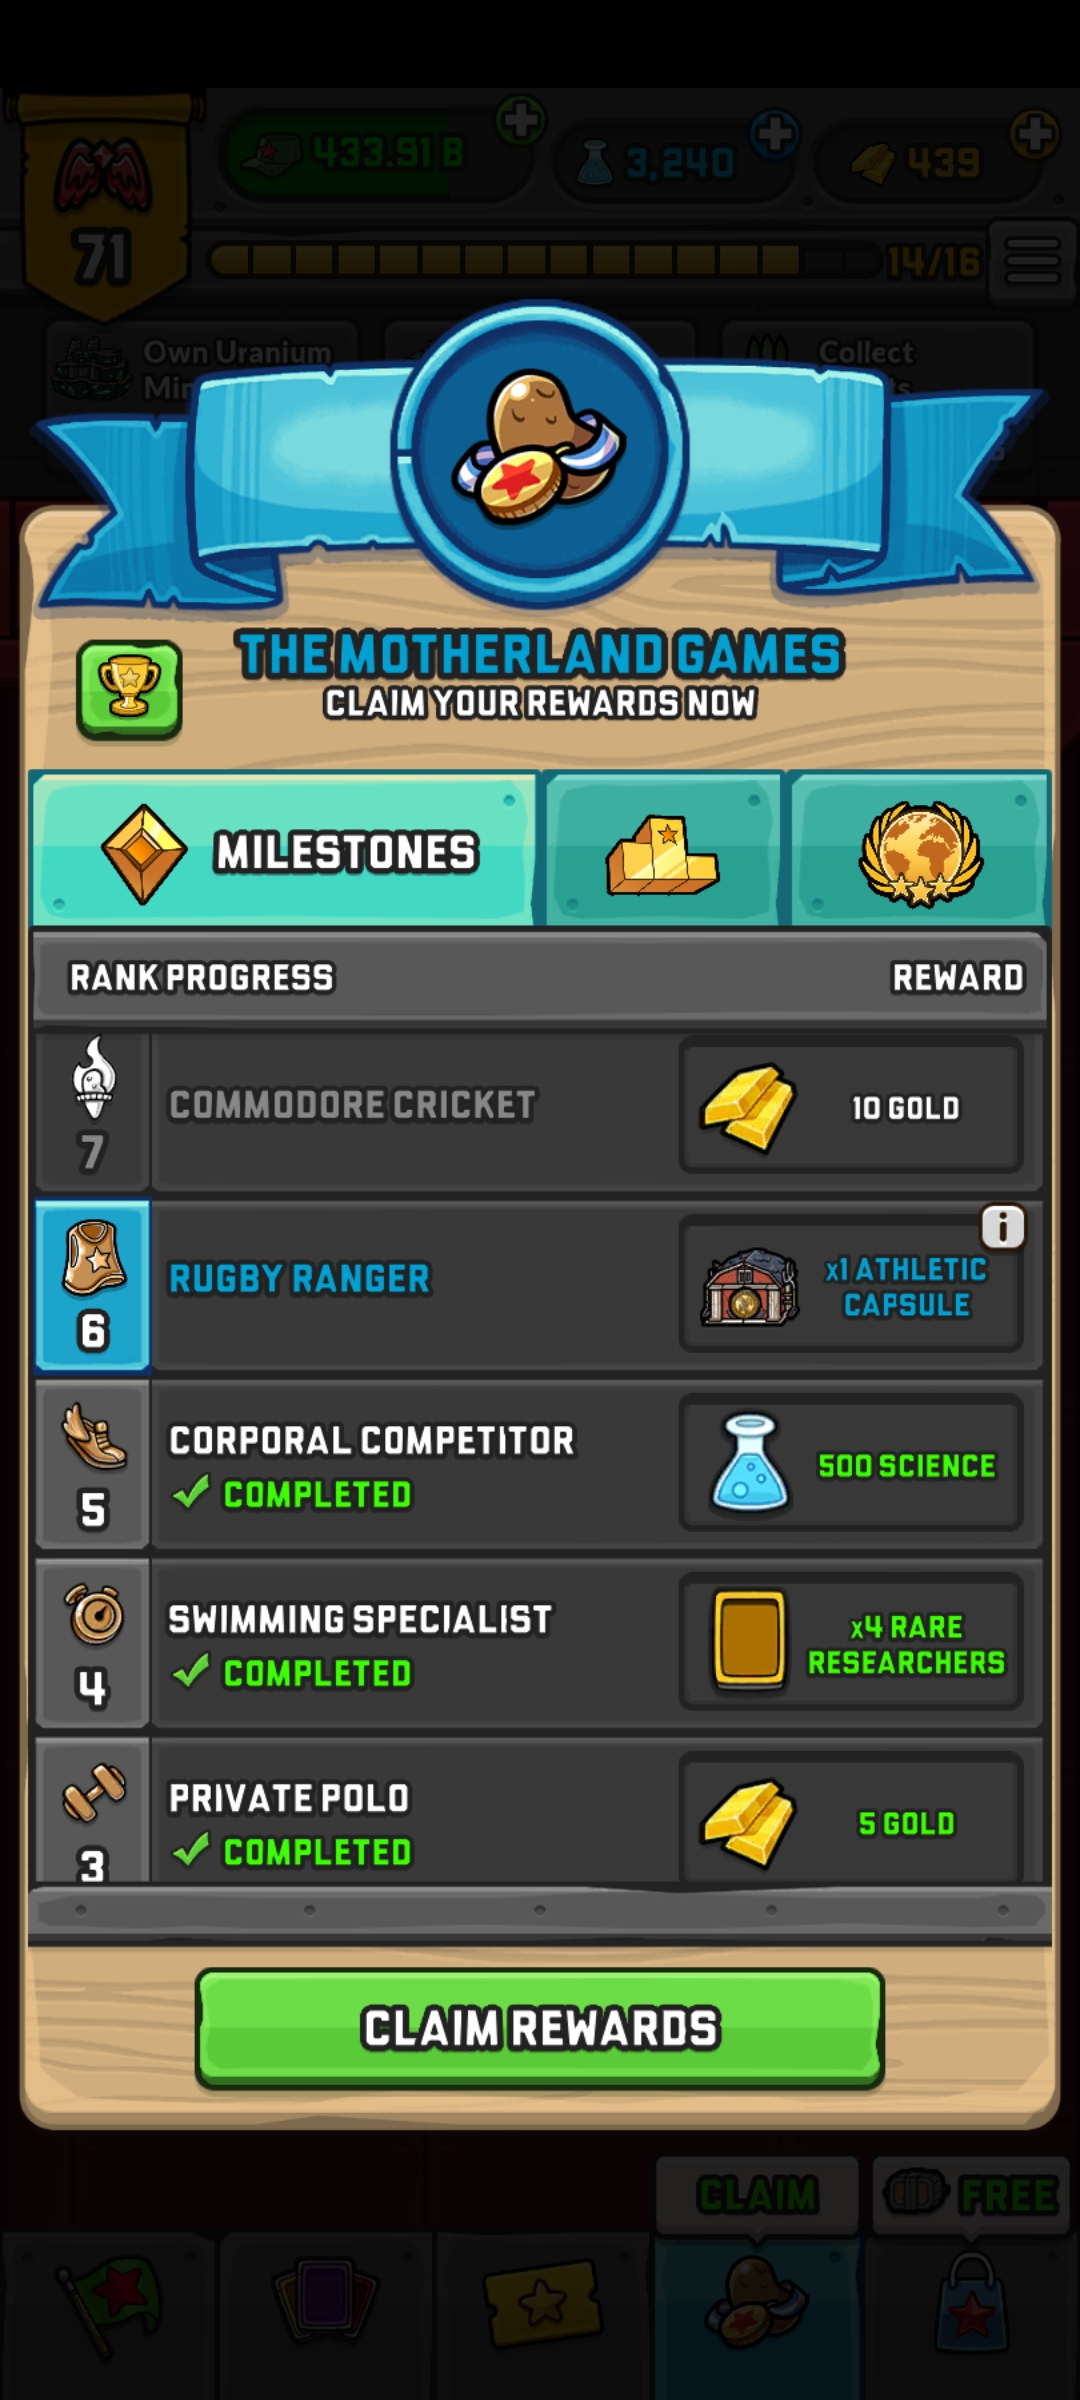 433.91 B
3,240
439
71
14/16
Own Uranium
Collect
THE MOTHERLAND GAMES
CLAIM YOUR REWARDS NOW
MILESTONES
RANK PROGRESS
REWARD
7
COMMODORE CRICKET
10 GOLD
6
RUGBY RANGER
i
x1 ATHLETIC
CAPSULE
5
CORPORAL COMPETITOR
COMPLETED
500 SCIENCE
4
SWIMMING SPECIALIST
COMPLETED
x4 RARE
RESEARCHERS
3
PRIVATE POLO
COMPLETED
5 GOLD
CLAIM REWARDS
CLAIM
FREE